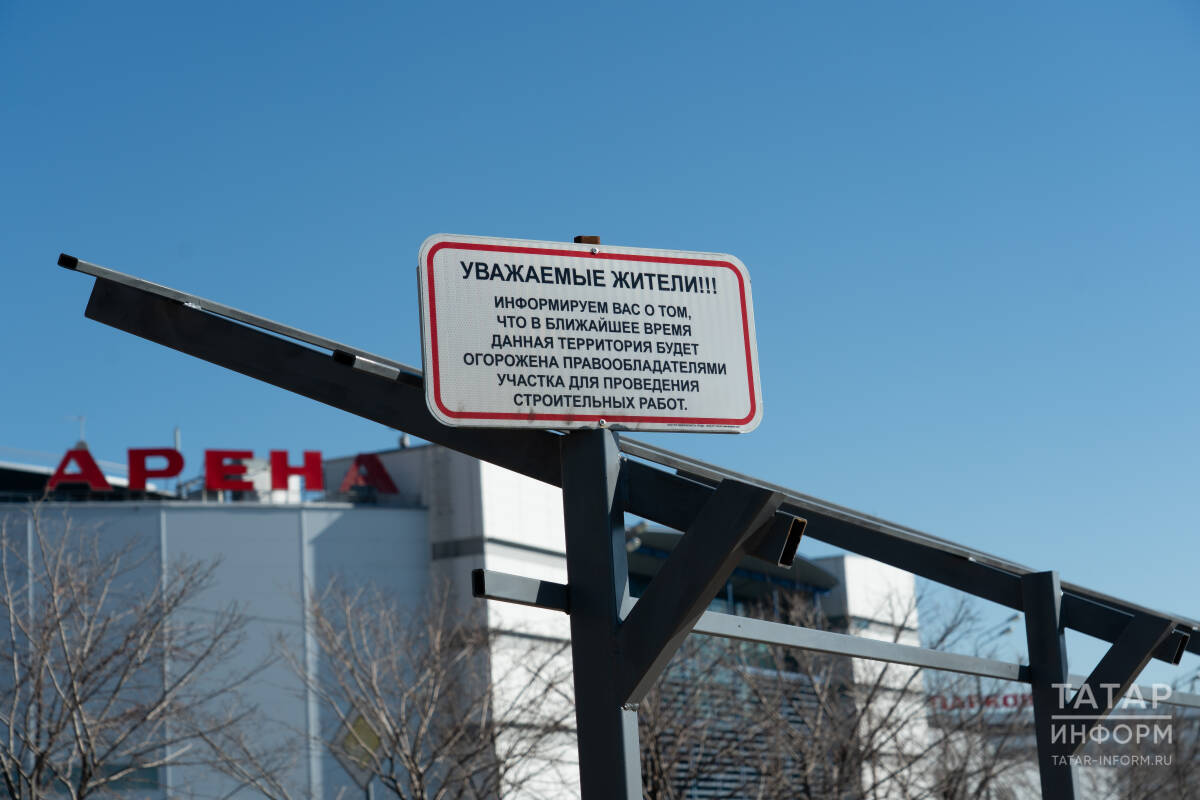 УВАЖАЕМЫЕ ЖИТЕЛИ!!!
ИНФОРМИРУЕМ ВАС О ТОМ,
ЧТО В БЛИЖАЙШЕЕ ВРЕМЯ
ДАННАЯ ТЕРРИТОРИЯ БУДЕТ
ОГОРОЖЕНА ПРАВООБЛАДАТЕЛЯМИ
УЧАСТКА ДЛЯ ПРОВЕДЕНИЯ
СТРОИТЕЛЬНЫХ РАБОТ.
АРЕНА
ТАТАР
ИНФОРМ
TATAR-INFORM.RU